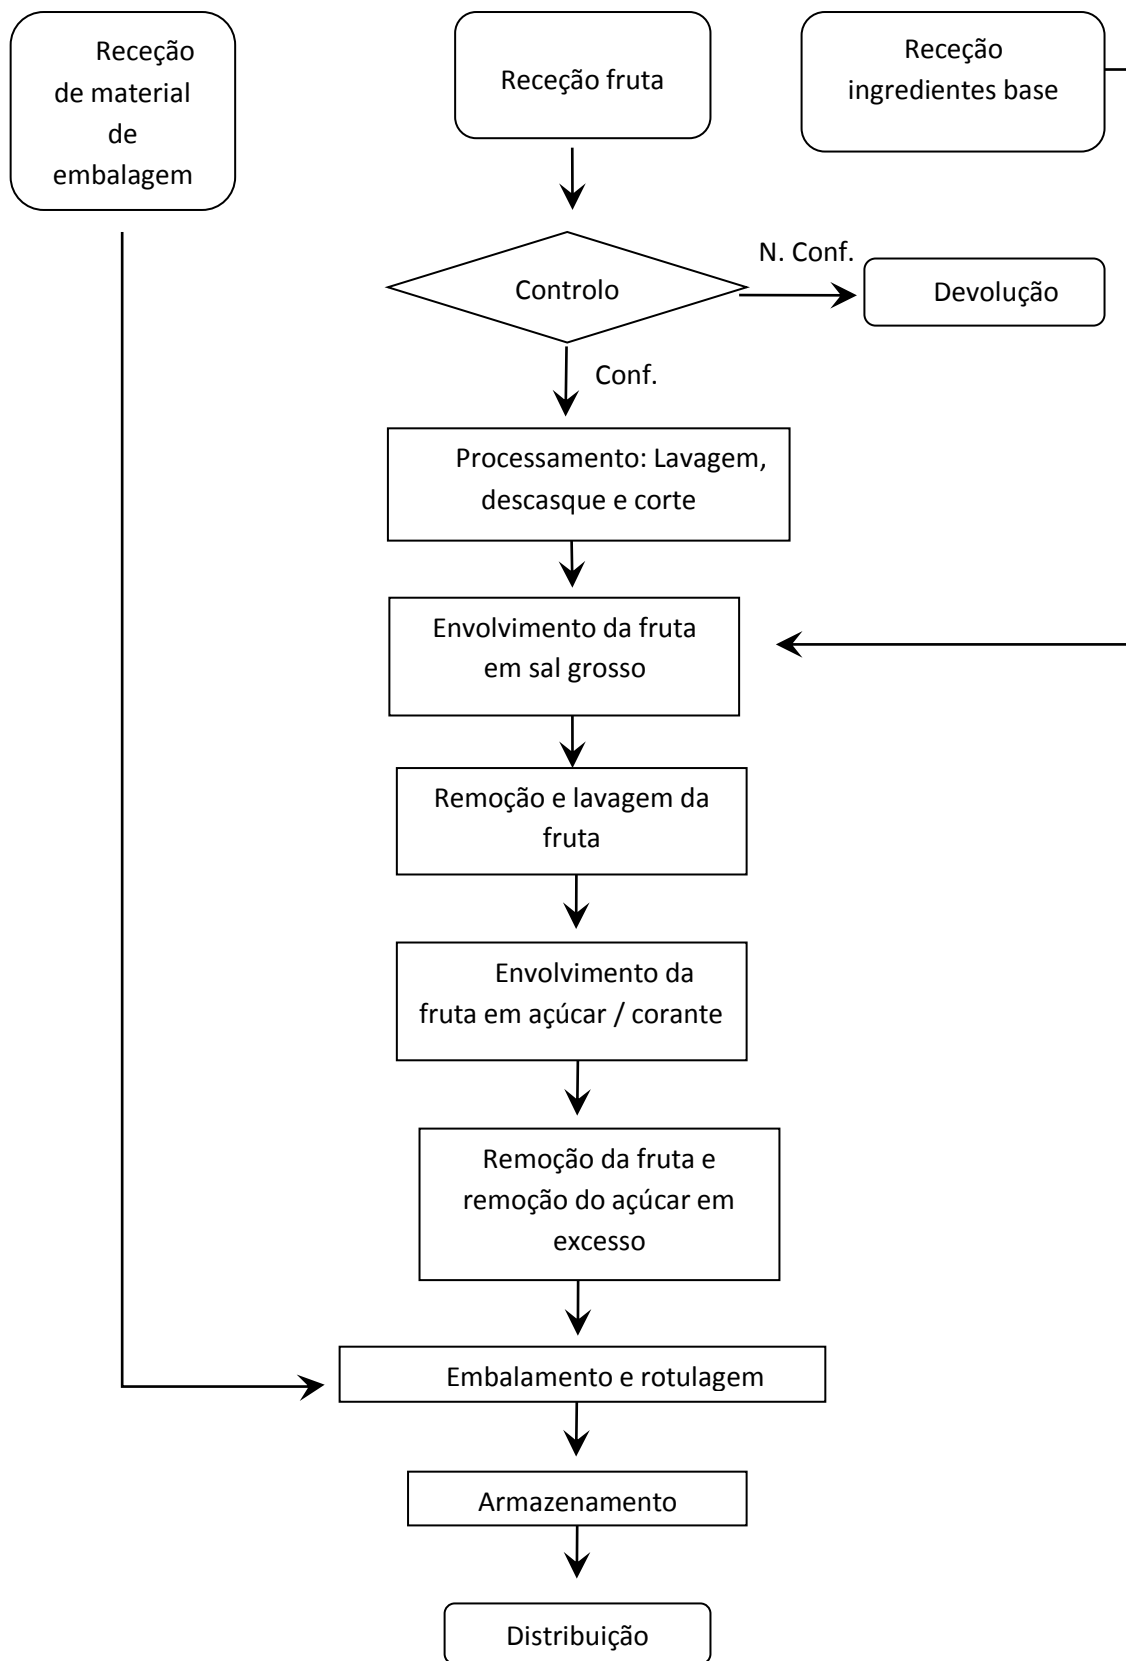 Receção
de material
de
embalagem
Receção fruta
Receção
ingredientes base
Controlo
N. Conf.
Devolução
Conf.
Processamento: Lavagem,
descasque e corte
Envolvimento da fruta
em sal grosso
Remoção e lavagem da
fruta
Envolvimento da
fruta em açúcar / corante
Remoção da fruta e
remoção do açúcar em
excesso
Embalamento e rotulagem
Armazenamento
Distribuição